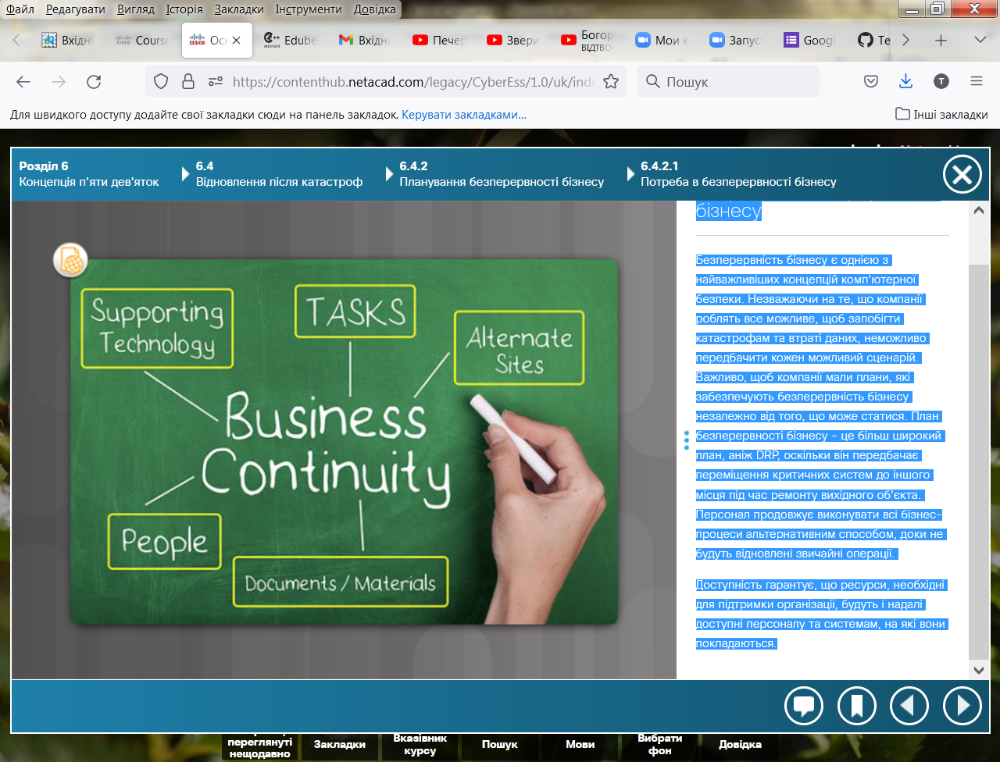 Файл Редагувати Вигляд Історія Закладки Інструменти Довідка
Вхідні Course cisco Осн Edube Вхідні Печер Звери Богор Мои к Запус Googl Te
ВІДТВО
https://contenthub.netacad.com/legacy/CyberEss/1.0/uk/inde Пошук T
Для швидкого доступу додайте свої закладки сюди на панель закладок. Керувати закладками… Інші закладки
Розділ 6 6.4 6.4.2 6.4.2.1
Концепція п'яти дев'яток Відновлення після катастроф Планування безперервності бізнесу Потреба в безперервності бізнесу
Supporting
Technology
TASKS
Alternate
Sites
Business
Continuity
People
Documents / Materials
бізнесу
Безперервність бізнесу є однією з
найважливіших концепцій комп'ютерної
безпеки. Незважаючи на те, що компанії
роблять все можливе, щоб запобігти
катастрофам та втраті даних, неможливо
передбачити кожен можливий сценарій.
Важливо, щоб компанії мали плани, які
забезпечують безперервність бізнесу
незалежно від того, що може статися. План
безперервності бізнесу - це більш широкий
план, аніж DRP, оскільки він передбачає
переміщення критичних систем до іншого
місця під час ремонту вихідного об'єкта.
Персонал продовжує виконувати всі бізнес-
процеси альтернативним способом, доки не
будуть відновлені звичайні операції.
Доступність гарантує, що ресурси, необхідні
для підтримки організації, будуть і надалі
доступні персоналу та системам, на які вони
покладаються.
переглянуті
нещодавно
Закладки
Вказівник
курсу
Пошук
Мови
Вибрати
фон
Довідка